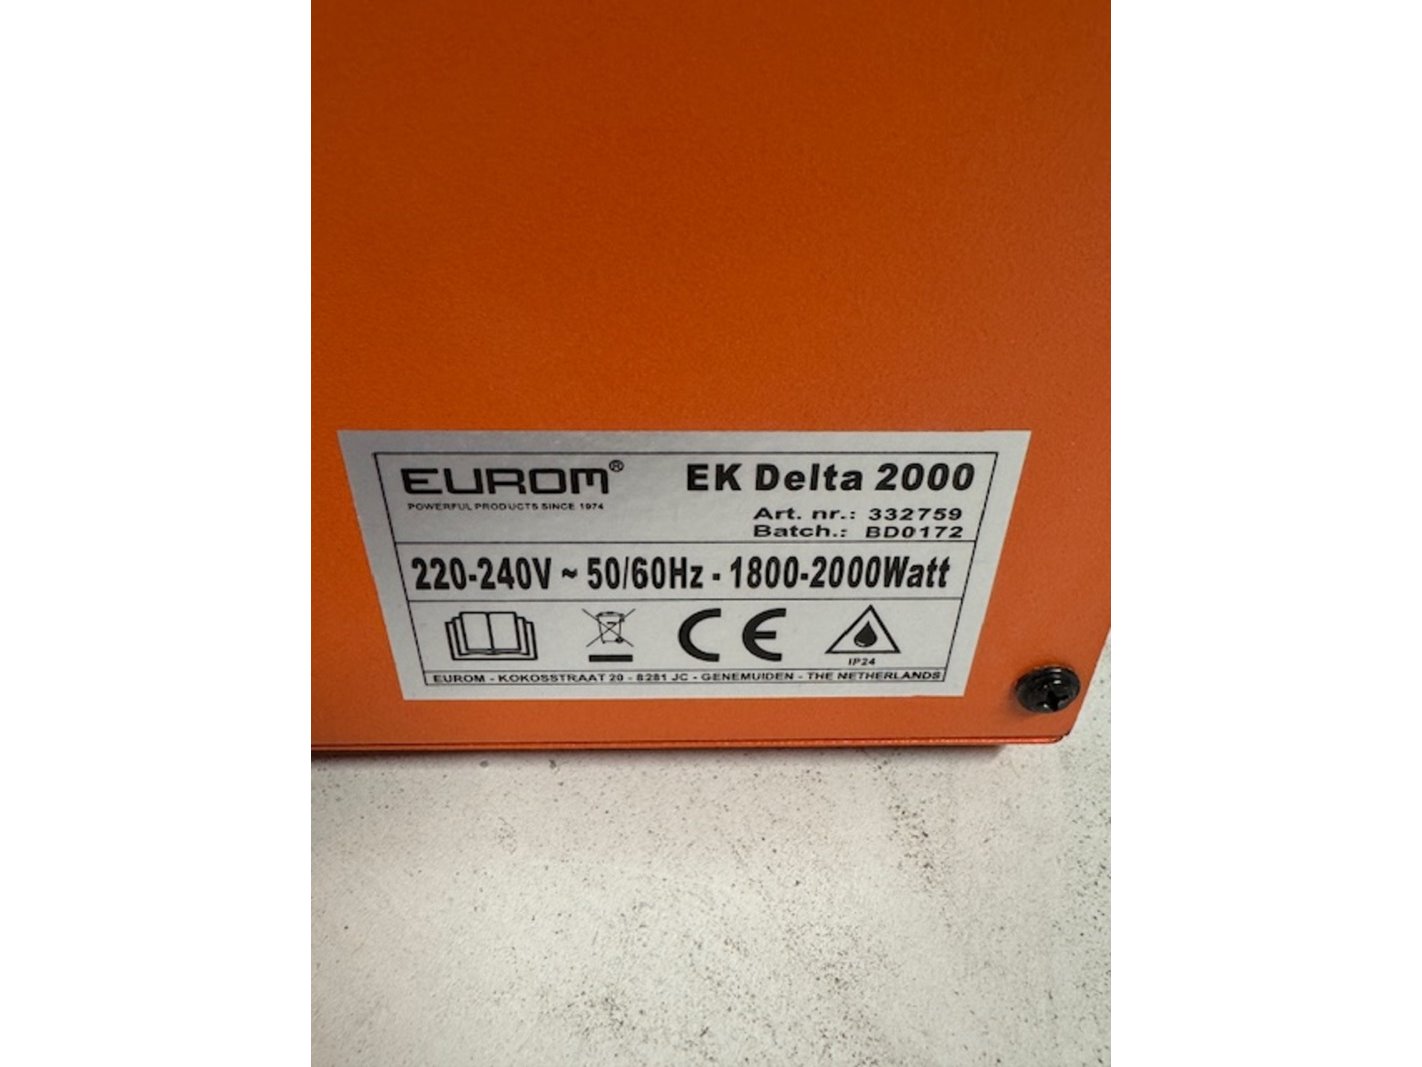 EUROM®
POWERFUL PRODUCTS SINCE 1974
EK Delta 2000
Art. nr.: 332759
Batch.: BD0172
220-240V ~ 50/60Hz - 1800-2000Watt
CE
IP24
EUROM - KOKOSSTRAAT 20 - 8281 JC - GENEMUIDEN - THE NETHERLANDS